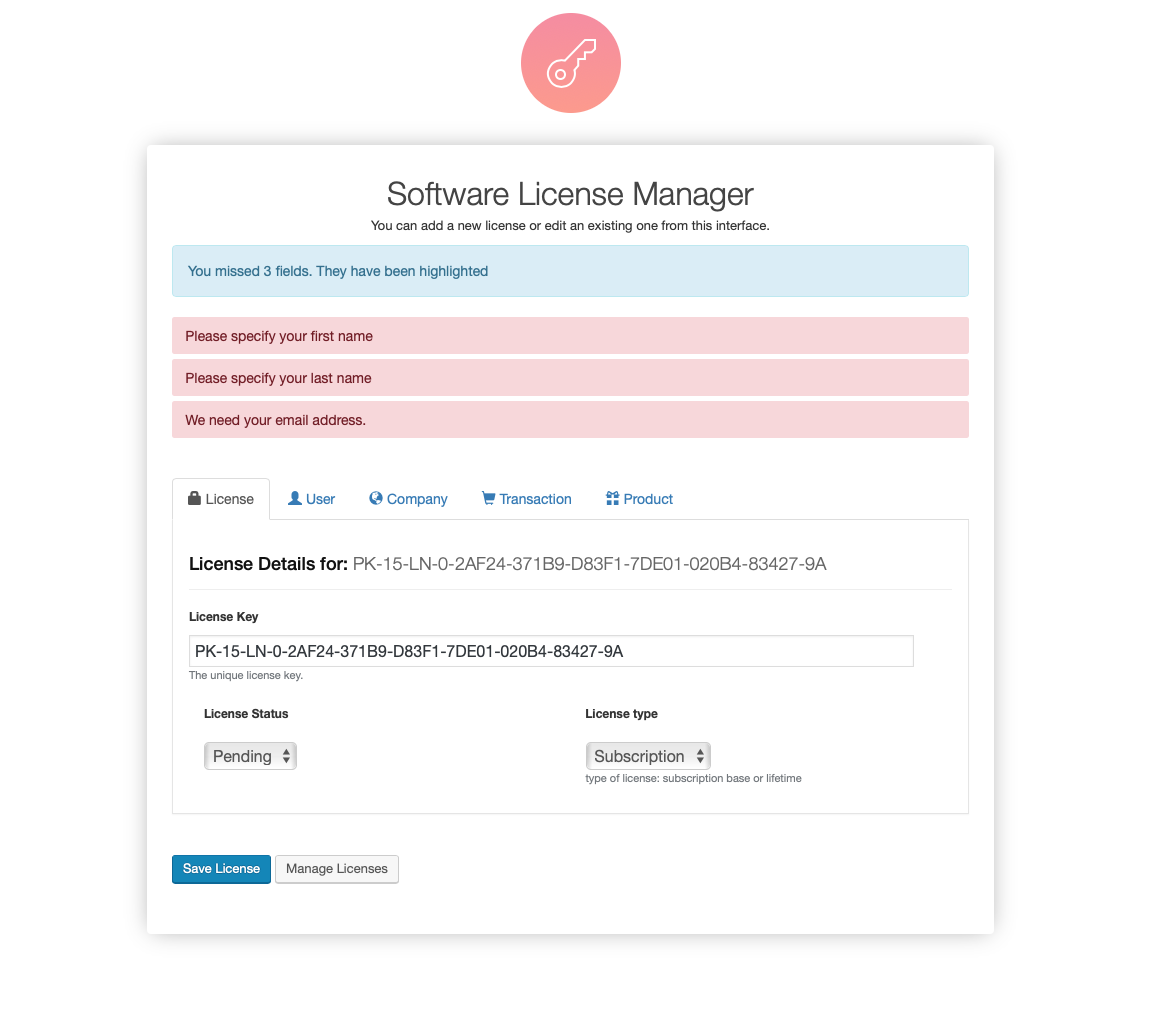 Software License Manager
You can add a new license or edit an existing one from this interface.
You missed 3 fields. They have been highlighted
Please specify your first name
Please specify your last name
We need your email address.
License User Company Transaction Product
License Details for: PK-15-LN-0-2AF24-371B9-D83F1-7DE01-020B4-83427-9A
License Key
PK-15-LN-0-2AF24-371B9-D83F1-7DE01-020B4-83427-9A
The unique license key.
License Status License type
Pending Subscription
type of license: subscription base or lifetime
Save License Manage Licenses